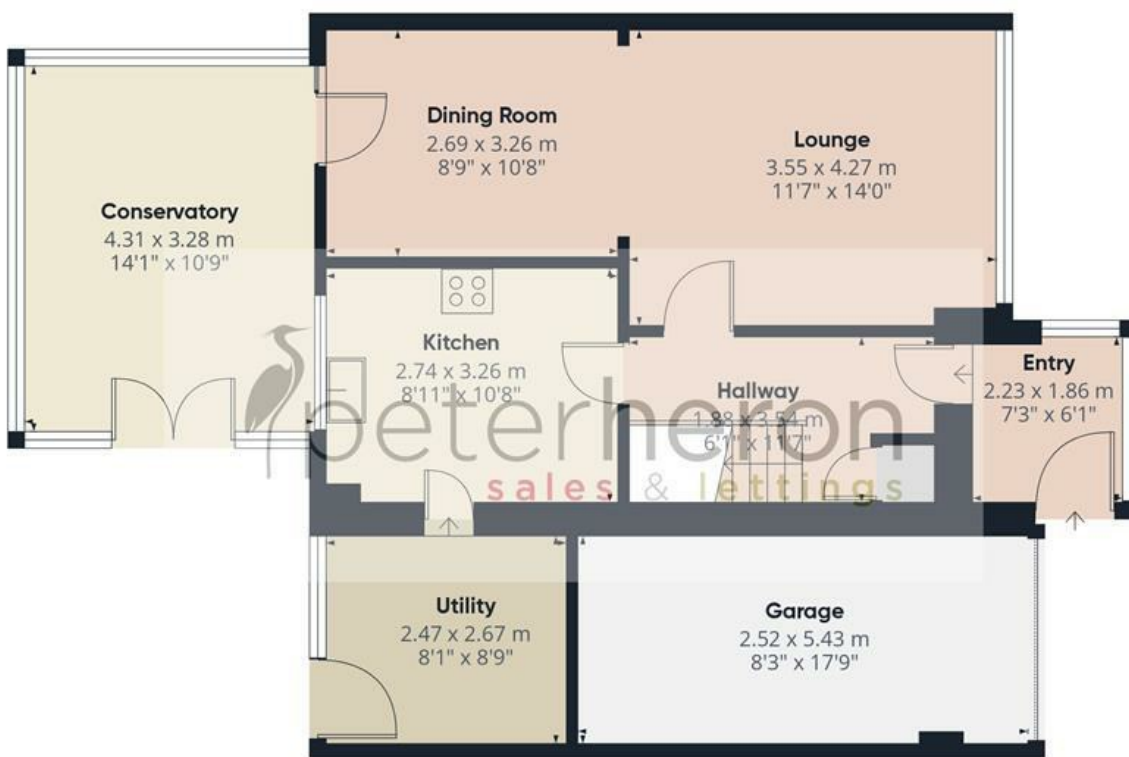 Dining Room
2.69 x 3.26 m
8'9" x 10'8"
Lounge
3.55 x 4.27 m
11'7" x 14'0"
Conservatory
4.31 x 3.28 m
14'1" x 10'9"
Kitchen
2.74 x 3.26 m
8'11" x 10'8"
Hallway
1.88 x 3.54 m
6'1" x 11'7"
Entry
2.23 x 1.86 m
7'3" x 6'1"
peterheron
sales & lettings
Utility
2.47 x 2.67 m
8'1" x 8'9"
Garage
2.52 x 5.43 m
8'3" x 17'9"